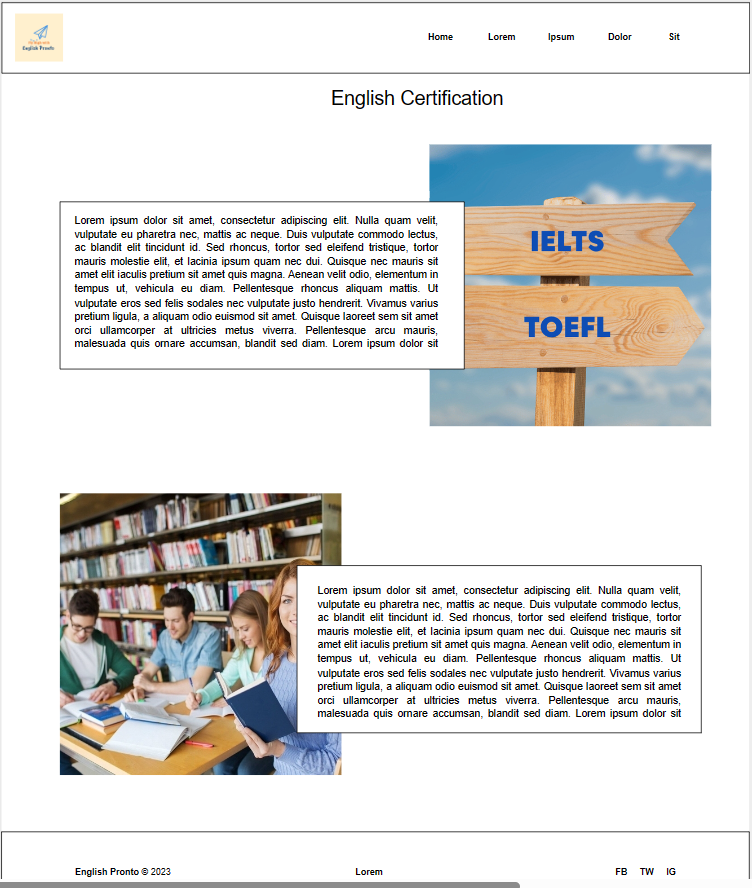 English Pronto
Home Lorem Ipsum Dolor Sit
English Certification
Lorem ipsum dolor sit amet, consectetur adipiscing elit. Nulla quam velit,
vulputate eu pharetra nec, mattis ac neque. Duis vulputate commodo lectus,
ac blandit elit tincidunt id. Sed rhoncus, tortor sed eleifend tristique, tortor
mauris molestie elit, et lacinia ipsum quam nec dui. Quisque nec mauris sit
amet elit iaculis pretium sit amet quis magna. Aenean velit odio, elementum in
tempus ut, vehicula eu diam. Pellentesque rhoncus aliquam mattis. Ut
vulputate eros sed felis sodales nec vulputate justo hendrerit. Vivamus varius
pretium ligula, a aliquam odio euismod sit amet. Quisque laoreet sem sit amet
orci ullamcorper at ultricies metus viverra. Pellentesque arcu mauris,
malesuada quis ornare accumsan, blandit sed diam. Lorem ipsum dolor sit
IELTS
TOEFL
Lorem ipsum dolor sit amet, consectetur adipiscing elit. Nulla quam velit,
vulputate eu pharetra nec, mattis ac neque. Duis vulputate commodo lectus,
ac blandit elit tincidunt id. Sed rhoncus, tortor sed eleifend tristique, tortor
mauris molestie elit, et lacinia ipsum quam nec dui. Quisque nec mauris sit
amet elit iaculis pretium sit amet quis magna. Aenean velit odio, elementum in
tempus ut, vehicula eu diam. Pellentesque rhoncus aliquam mattis. Ut
vulputate eros sed felis sodales nec vulputate justo hendrerit. Vivamus varius
pretium ligula, a aliquam odio euismod sit amet. Quisque laoreet sem sit amet
orci ullamcorper at ultricies metus viverra. Pellentesque arcu mauris,
malesuada quis ornare accumsan, blandit sed diam. Lorem ipsum dolor sit
English Pronto © 2023 Lorem FB TW IG